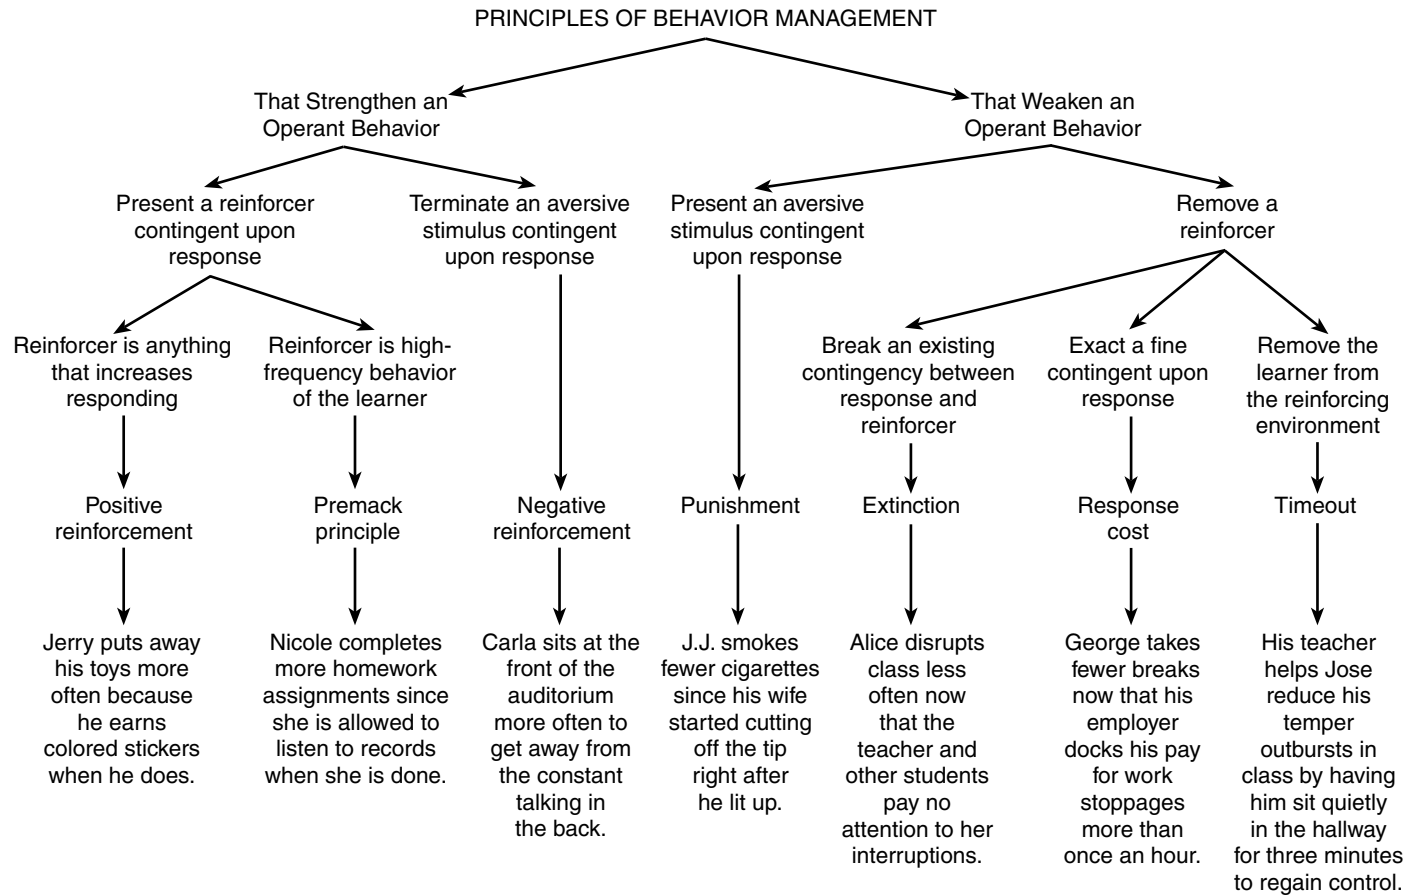 PRINCIPLES OF BEHAVIOR MANAGEMENT
That Strengthen an
Operant Behavior
That Weaken an
Operant Behavior
Present a reinforcer
contingent upon
response
Terminate an aversive
stimulus contingent
upon response
Present an aversive
stimulus contingent
upon response
Remove a
reinforcer
Reinforcer is anything
that increases
responding
Reinforcer is high-
frequency behavior
of the learner
Break an existing
contingency between
response and
reinforcer
Exact a fine
contingent upon
response
Remove the
learner from
the reinforcing
environment
Positive
reinforcement
Premack
principle
Negative
reinforcement
Punishment
Extinction
Response
cost
Timeout
Jerry puts away
his toys more
often because
he earns
colored stickers
when he does.
Nicole completes
more homework
assignments since
she is allowed to
listen to records
when she is done.
Carla sits at the
front of the
auditorium
more often to
get away from
the constant
talking in
the back.
J.J. smokes
fewer cigarettes
since his wife
started cutting
off the tip
right after
he lit up.
Alice disrupts
class less
often now
that the
teacher and
other students
pay no
attention to her
interruptions.
George takes
fewer breaks
now that his
employer
docks his pay
for work
stoppages
more than
once an hour.
His teacher
helps Jose
reduce his
temper
outbursts in
class by having
him sit quietly
in the hallway
for three minutes
to regain control.